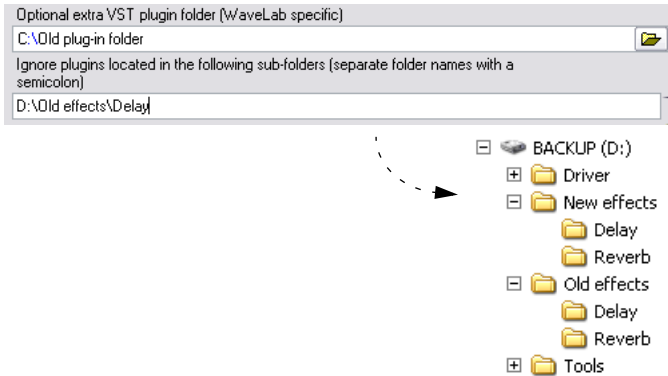 Optional extra VST plugin folder (WaveLab specific)
C:\Old plug-in folder
Ignore plugins located in the following sub-folders (separate folder names with a
semicolon)
D:\Old effects\Delay
BACKUP (D:)
Driver
New effects
Delay
Reverb
Old effects
Delay
Reverb
Tools